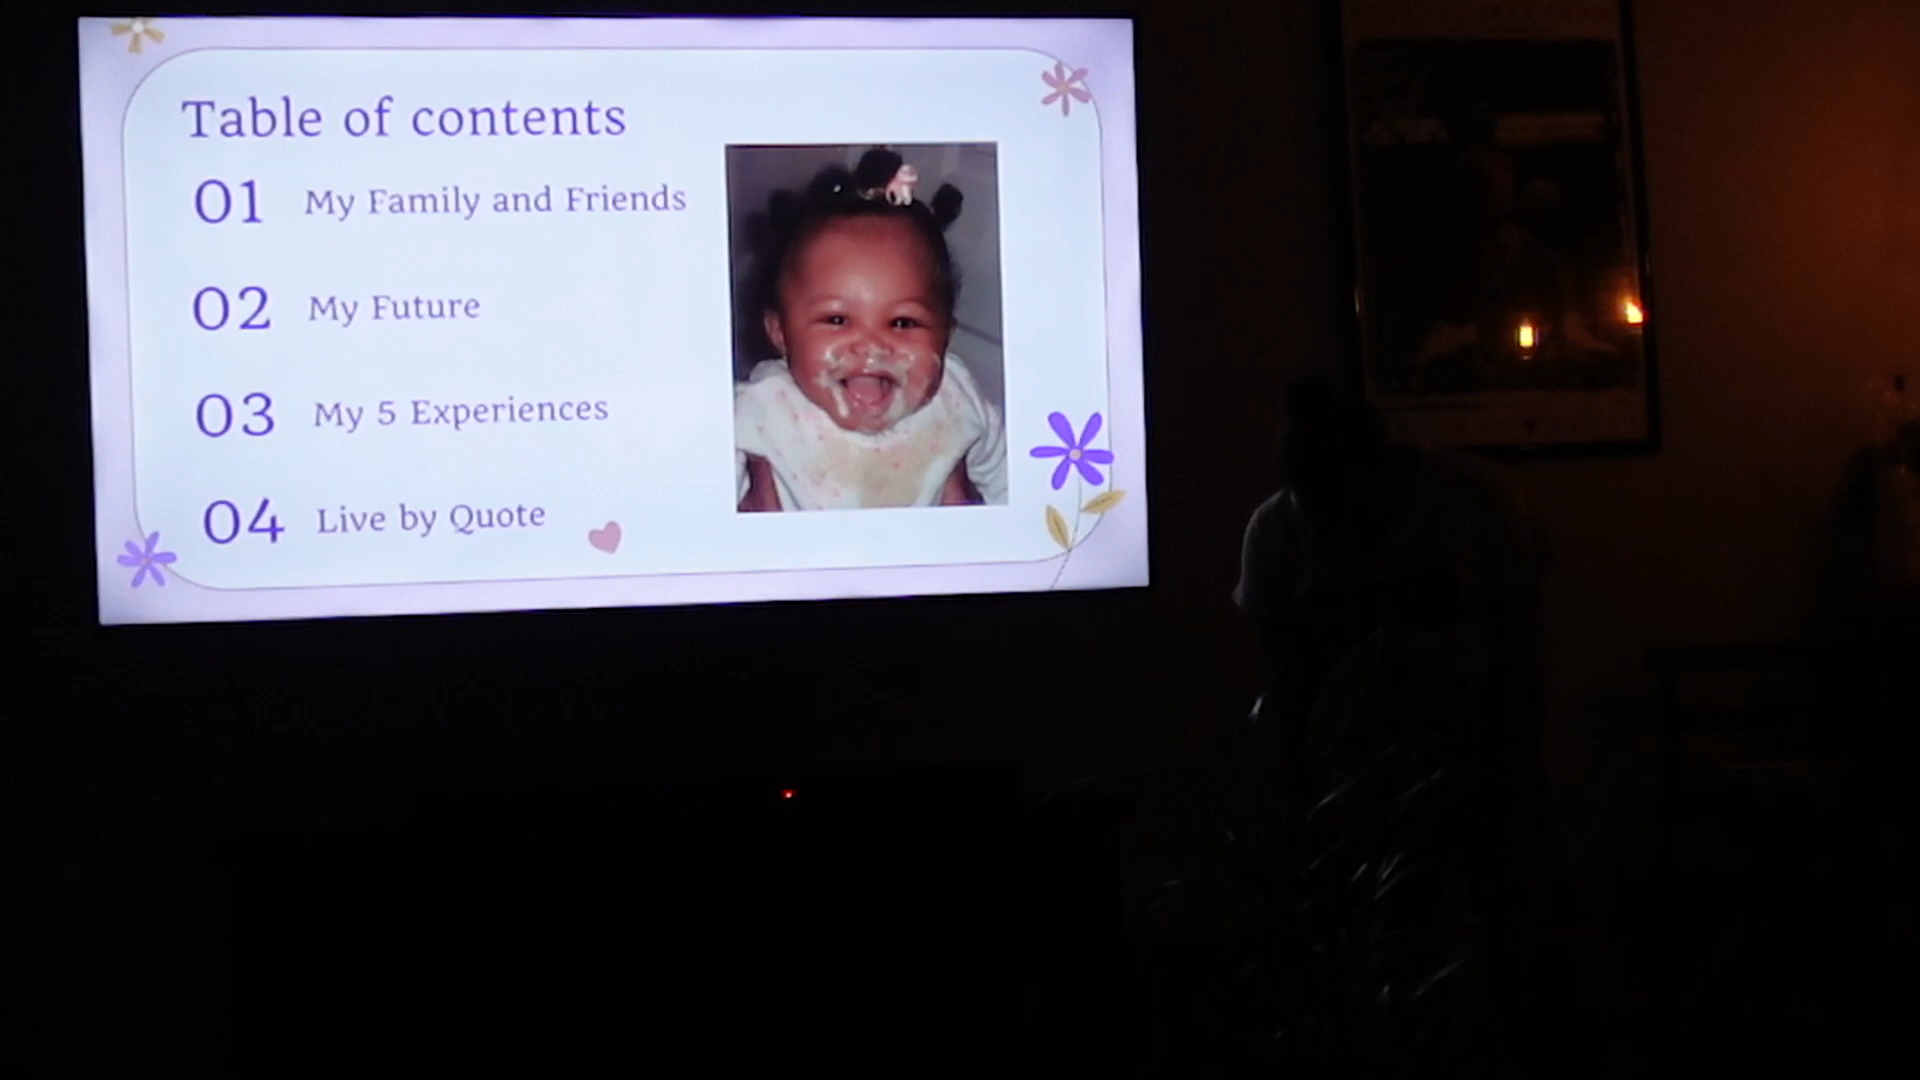 Table of contents
01 My Family and Friends
02 My Future
03 My 5 Experiences
04 Live by Quote